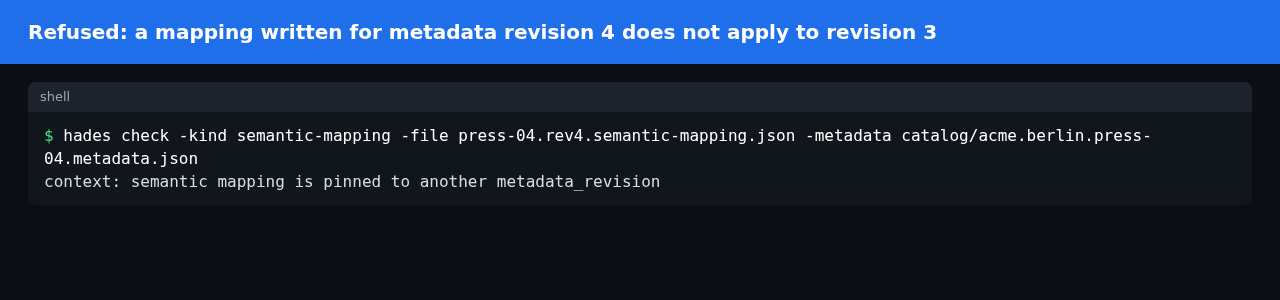 Refused: a mapping written for metadata revision 4 does not apply to revision 3
shell
$ hades check -kind semantic-mapping -file press-04.rev4.semantic-mapping.json -metadata catalog/acme.berlin.press-
04.metadata.json
context: semantic mapping is pinned to another metadata_revision